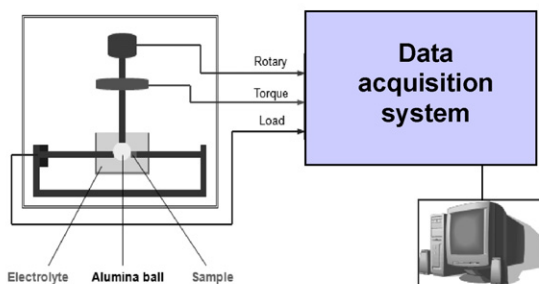 Data
acquisition
system
Rotary
Torque
Load
Electrolyte
Alumina ball
Sample